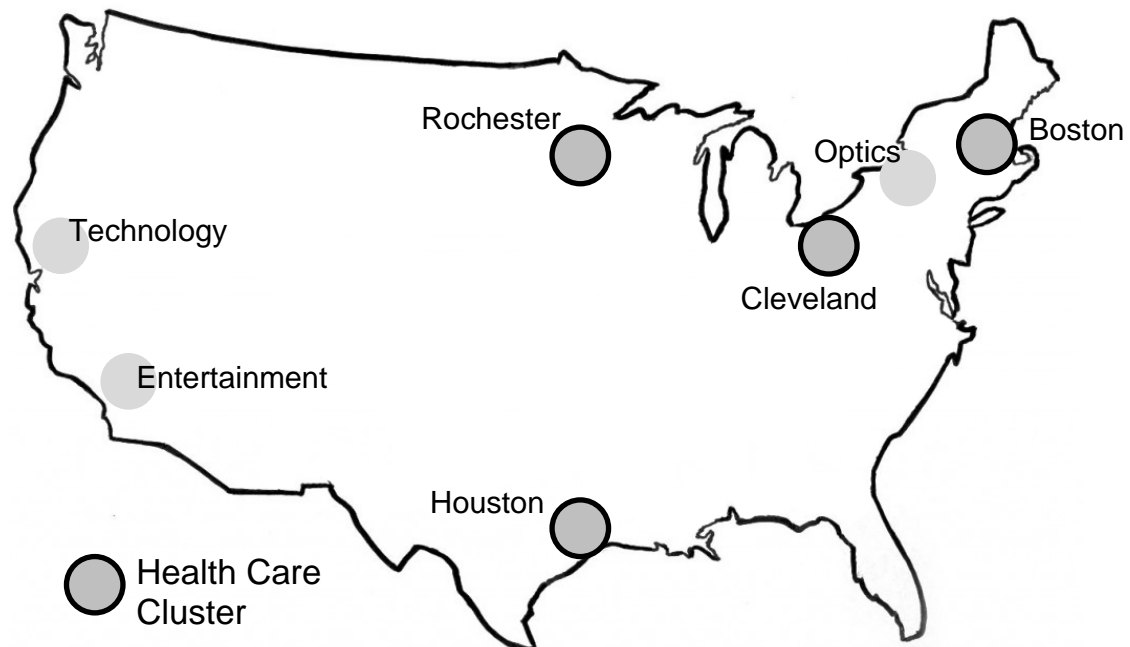 Rochester
Boston
Optics
Technology
Cleveland
Entertainment
Houston
Health Care
Cluster